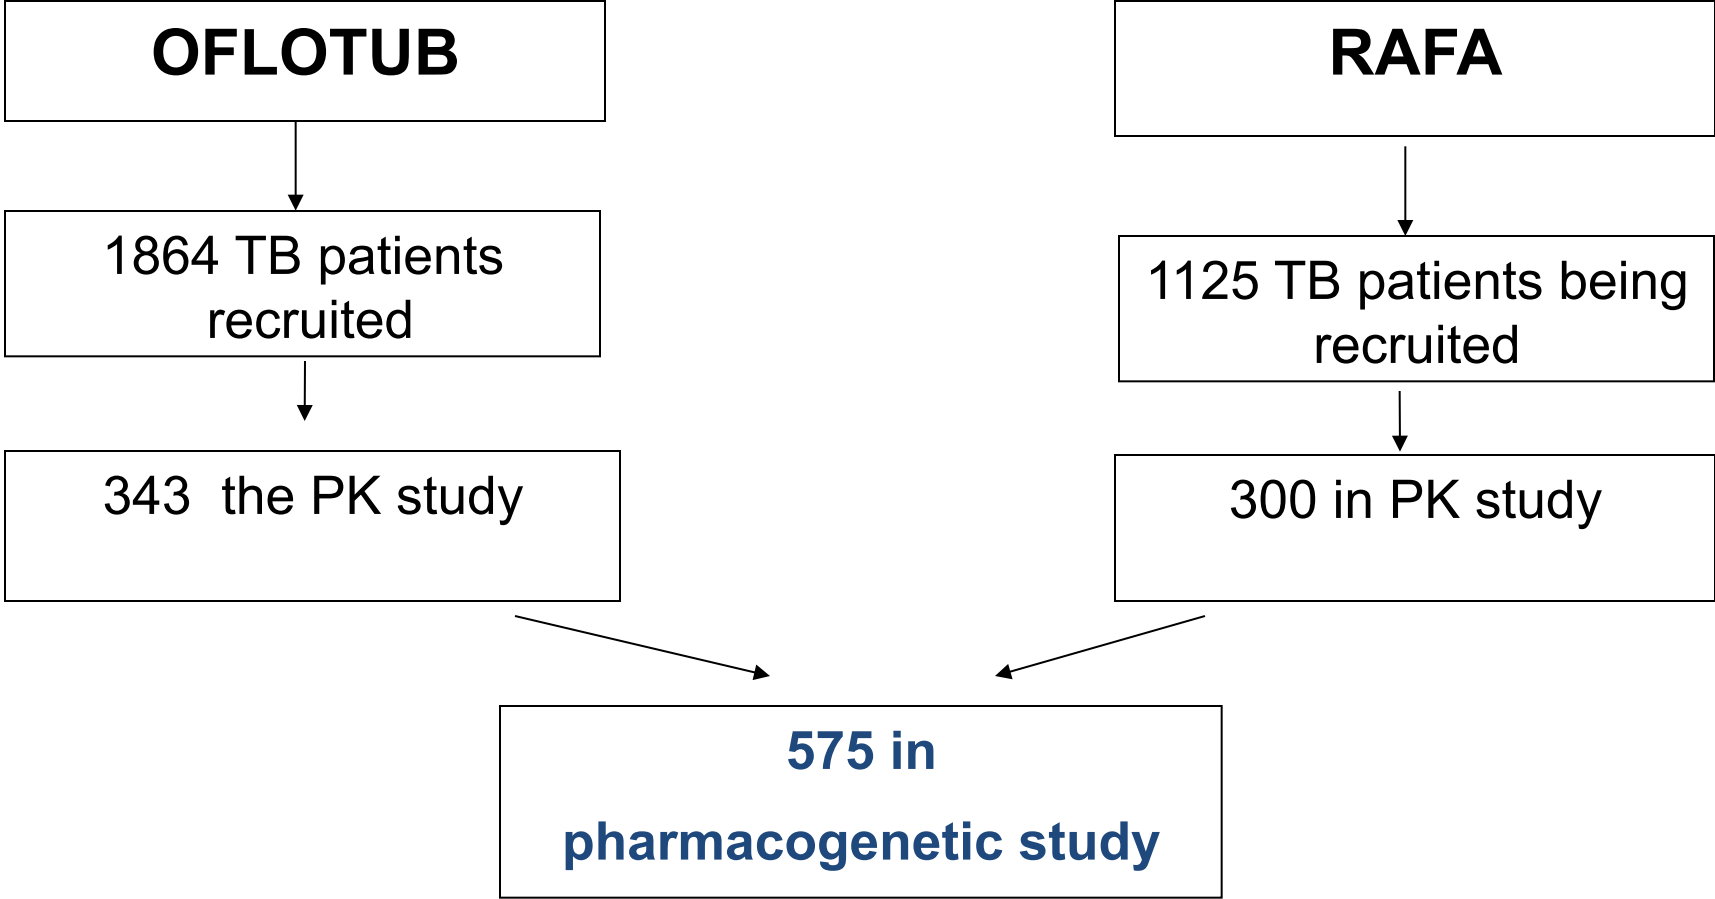 OFLOTUB
1864 TB patients
recruited
343  the PK study
RAFA
1125 TB patients being
recruited
300 in PK study
575 in
pharmacogenetic study